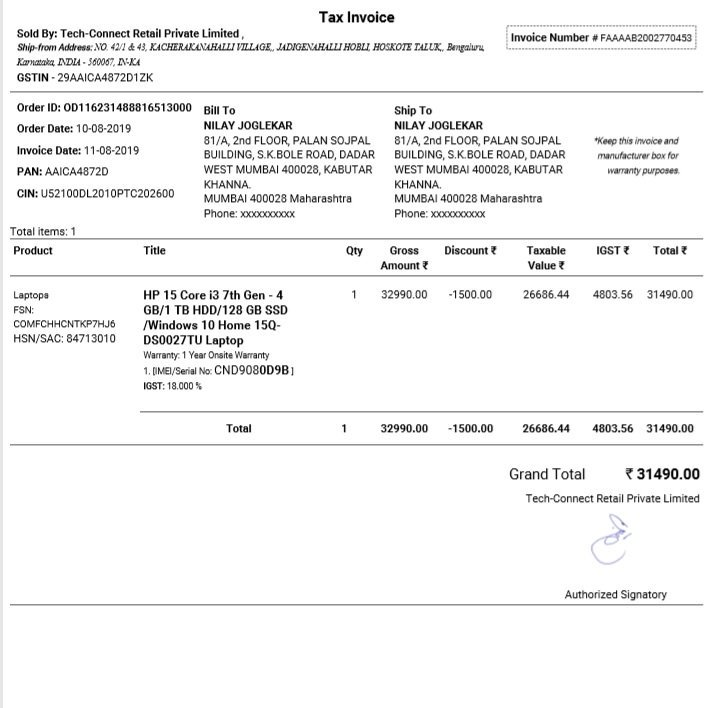 Tax Invoice
Sold By: Tech-Connect Retail Private Limited ,
Ship-from Address: NO. 42/1 & 43, KACHERAKANAHALLI VILLAGE,, JADIGENAHALLI HOBLI, HOSKOTE TALUK,, Bengaluru,
Karnataka, INDIA - 560067, IN-KA
GSTIN - 29AAICA4872D1ZK
Invoice Number # FAAAAB2002770453
Order ID: OD116231488816513000
Order Date: 10-08-2019
Invoice Date: 11-08-2019
PAN: AAICA4872D
CIN: U52100DL2010PTC202600
Bill To
NILAY JOGLEKAR
81/A, 2nd FLOOR, PALAN SOJPAL
BUILDING, S.K.BOLE ROAD, DADAR
WEST MUMBAI 400028, KABUTAR
KHANNA.
MUMBAI 400028 Maharashtra
Phone: xxxxxxxxxx
Ship To
NILAY JOGLEKAR
81/A, 2nd FLOOR, PALAN SOJPAL
BUILDING, S.K.BOLE ROAD, DADAR
WEST MUMBAI 400028, KABUTAR
KHANNA.
MUMBAI 400028 Maharashtra
Phone: xxxxxxxxxx
*Keep this invoice and
manufacturer box for
warranty purposes.
Total items: 1
Product Title Qty Gross Amount ₹ Discount ₹ Taxable Value ₹ IGST ₹ Total ₹
Laptops
FSN:
COMFCHHCNTKP7HJ6
HSN/SAC: 84713010
HP 15 Core i3 7th Gen - 4
GB/1 TB HDD/128 GB SSD
/Windows 10 Home 15Q-
DS0027TU Laptop
Warranty: 1 Year Onsite Warranty
1. [IMEI/Serial No: CND9080D9B ]
IGST: 18.000 %
1 32990.00 -1500.00 26686.44 4803.56 31490.00
Total 1 32990.00 -1500.00 26686.44 4803.56 31490.00
Grand Total ₹ 31490.00
Tech-Connect Retail Private Limited
Authorized Signatory